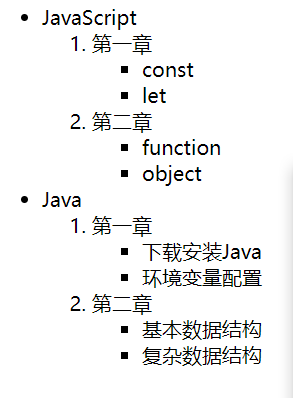 JavaScript
1. 第一章
const
let
2. 第二章
function
object
Java
1. 第一章
下载安装Java
环境变量配置
2. 第二章
基本数据结构
复杂数据结构